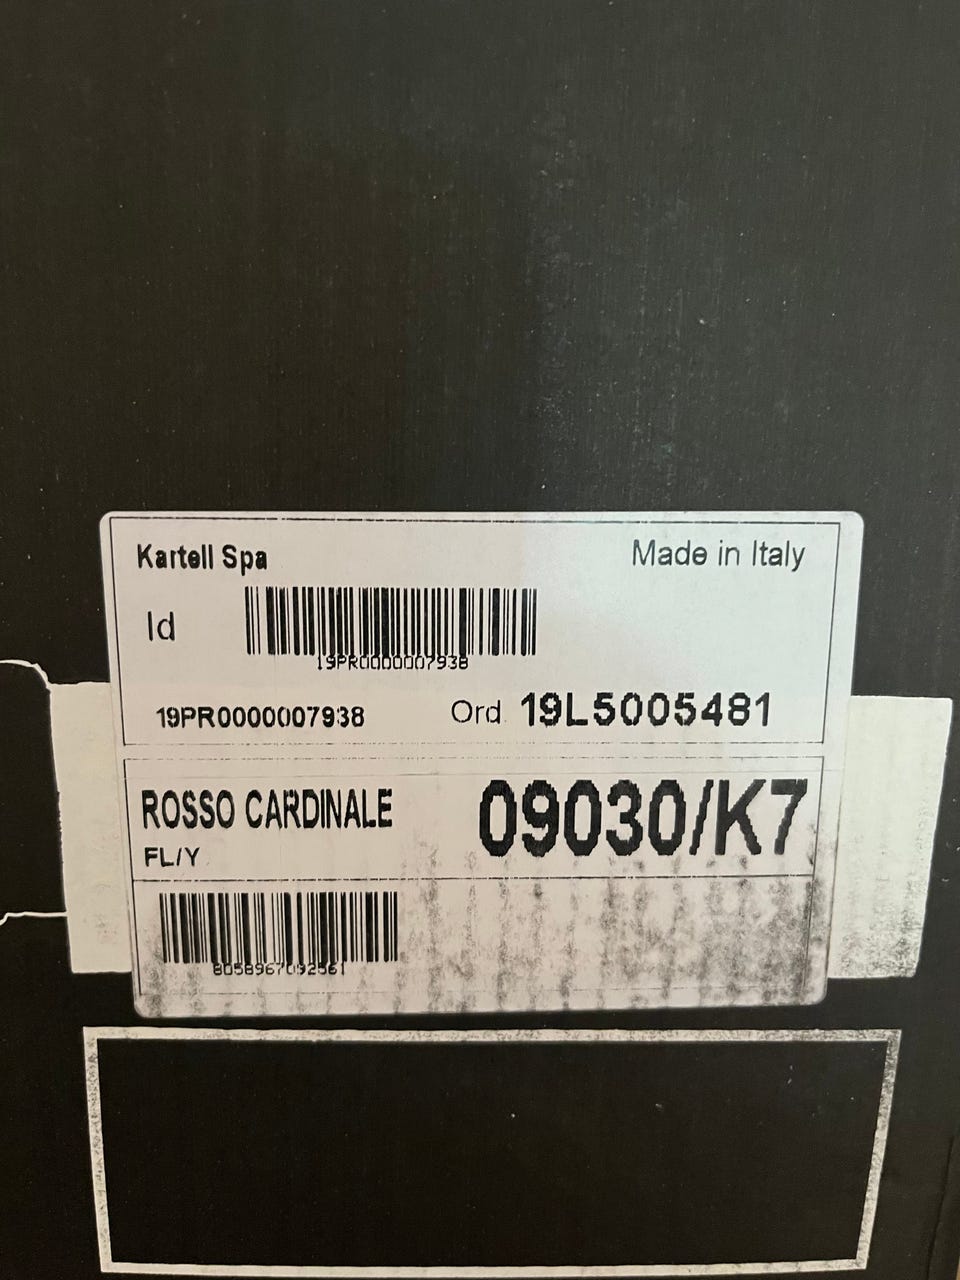 Kartell Spa
Made in Italy
Id
19PR0000007938
19PR0000007938
Ord. 19L5005481
ROSSO CARDINALE
09030/K7
FL/Y
8058967092561